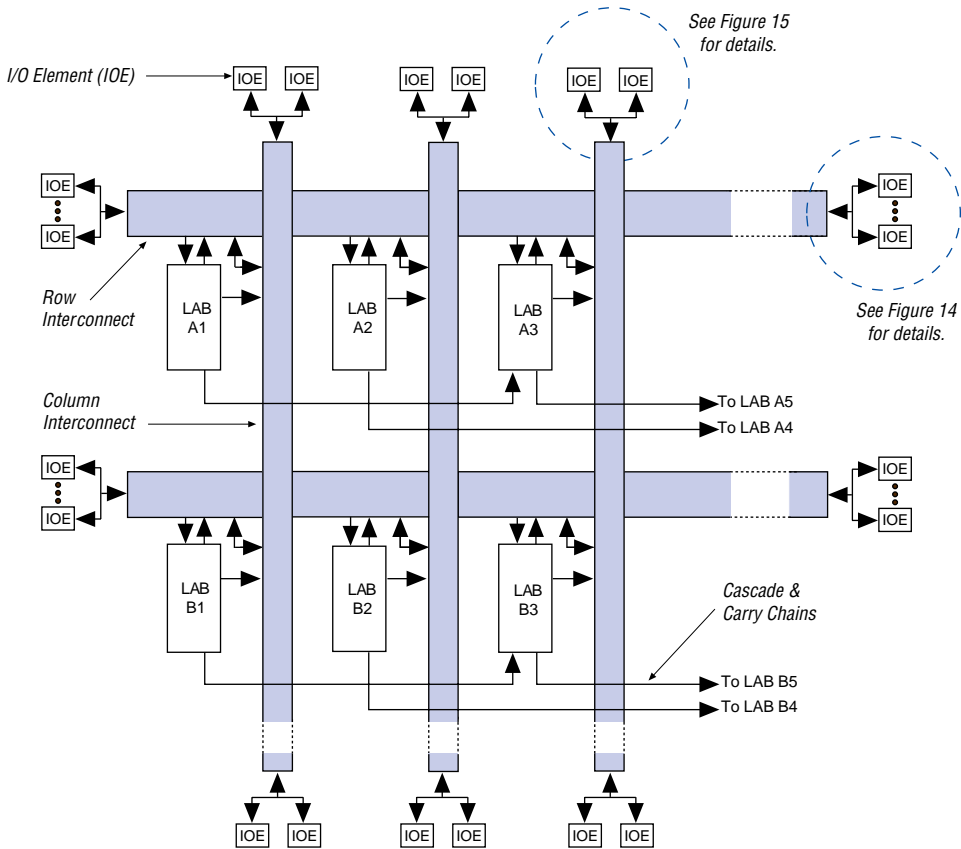 See Figure 15
for details.
I/O Element (IOE)
IOE IOE IOE IOE IOE IOE
IOE IOE
IOE IOE
Row
Interconnect
LAB
A1
LAB
A2
LAB
A3
See Figure 14
for details.
Column
Interconnect
To LAB A5
To LAB A4
IOE IOE
IOE IOE
LAB
B1
LAB
B2
LAB
B3
Cascade &
Carry Chains
To LAB B5
To LAB B4
IOE IOE IOE IOE IOE IOE